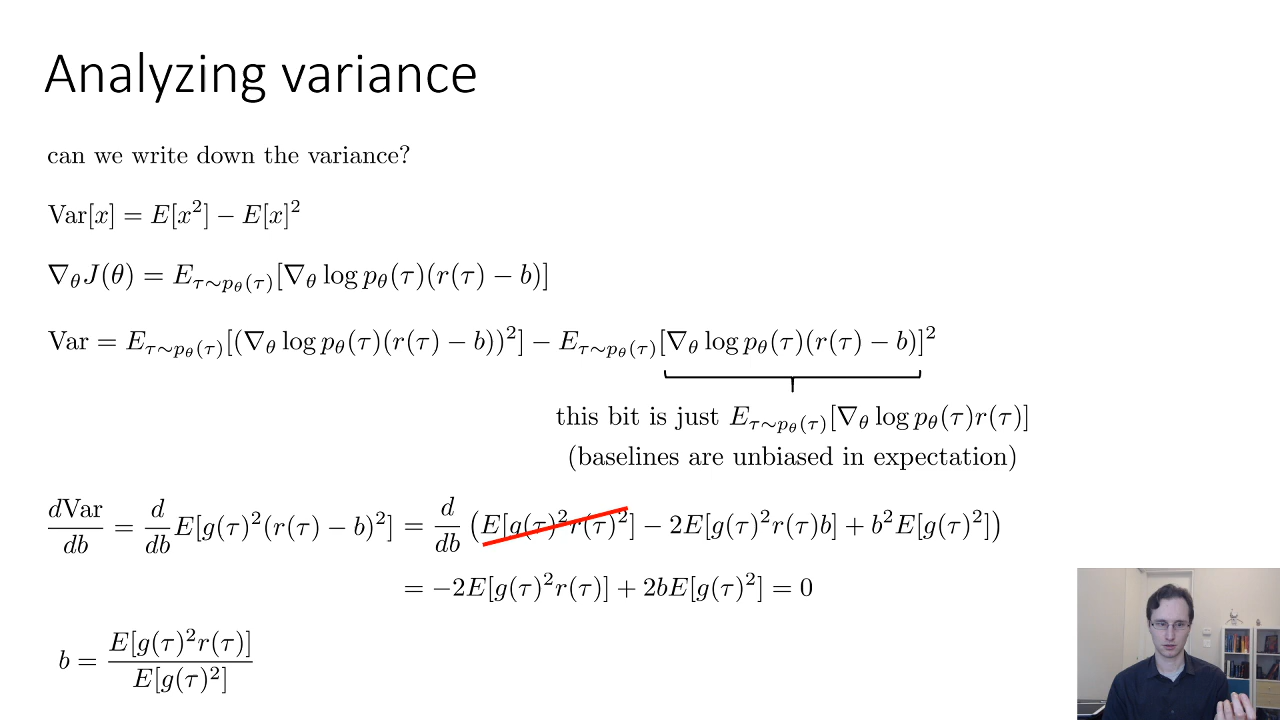 Analyzing variance
can we write down the variance?
Var[x] = E[x²] − E[x]²
∇_θ J(θ) = E_{τ∼p_θ(τ)}[∇_θ log p_θ(τ)(r(τ) − b)]
Var = E_{τ∼p_θ(τ)}[(∇_θ log p_θ(τ)(r(τ) − b))²] − E_{τ∼p_θ(τ)}[∇_θ log p_θ(τ)(r(τ) − b)]²
this bit is just E_{τ∼p_θ(τ)}[∇_θ log p_θ(τ)r(τ)]
(baselines are unbiased in expectation)
dVar/db = d/db E[g(τ)²(r(τ) − b)²] = d/db (E[g(τ)²r(τ)²] − 2E[g(τ)²r(τ)b] + b²E[g(τ)²])
= −2E[g(τ)²r(τ)] + 2bE[g(τ)²] = 0
b = E[g(τ)²r(τ)] / E[g(τ)²]